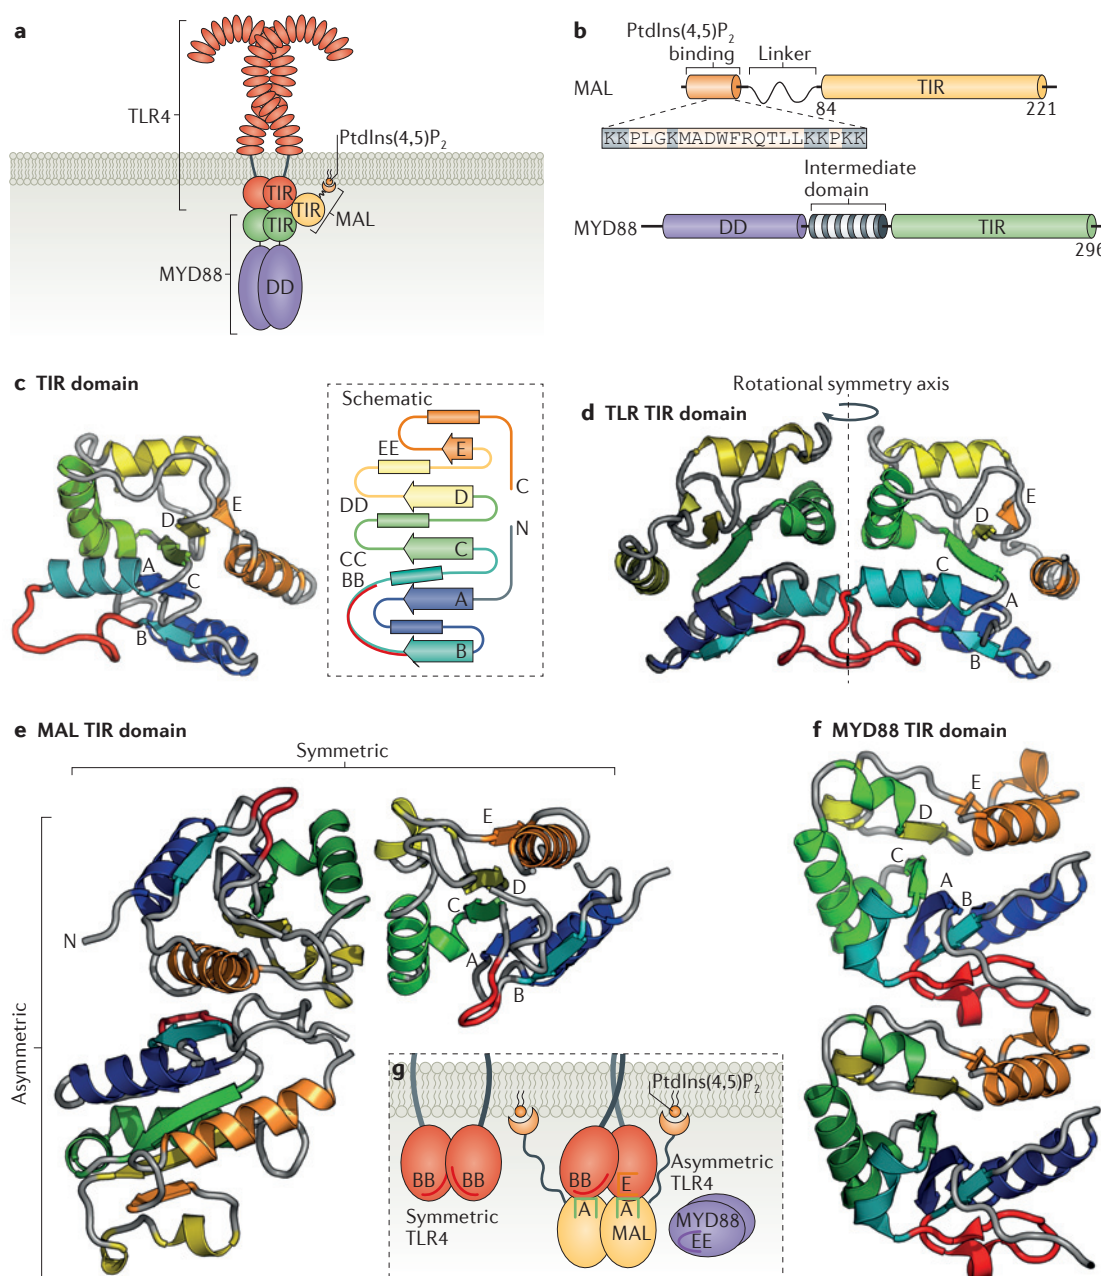 a
TLR4
PtdIns(4,5)P2
TIR
TIR
TIR
MAL
MYD88
DD
b
PtdIns(4,5)P2
binding
Linker
MAL
TIR
84
221
KKPLGKMADWFRQTLLKKPKK
Intermediate
domain
MYD88
DD
TIR
296
c TIR domain
D
E
A
C
B
Schematic
EE
E
C
DD
D
N
CC
C
BB
A
B
Rotational symmetry axis
d TLR TIR domain
E
D
C
A
B
e MAL TIR domain
Symmetric
Asymmetric
N
E
D
C
A
B
f MYD88 TIR domain
E
D
C
A
B
g
PtdIns(4,5)P2
BB
BB
Symmetric
TLR4
BB
E
A
A
MAL
Asymmetric
TLR4
MYD88
EE